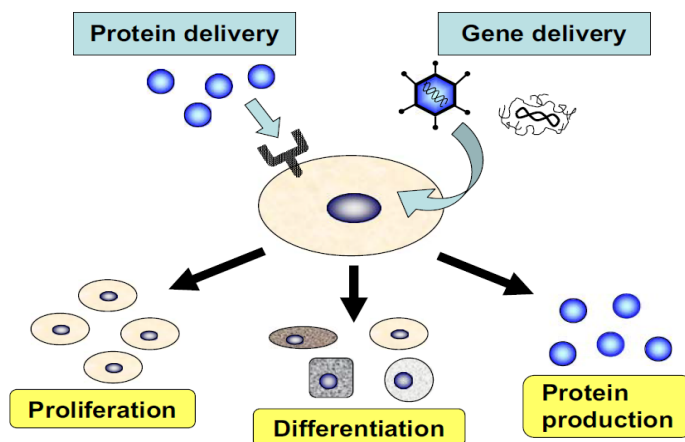 Protein delivery
Gene delivery
Proliferation
Differentiation
Protein
production